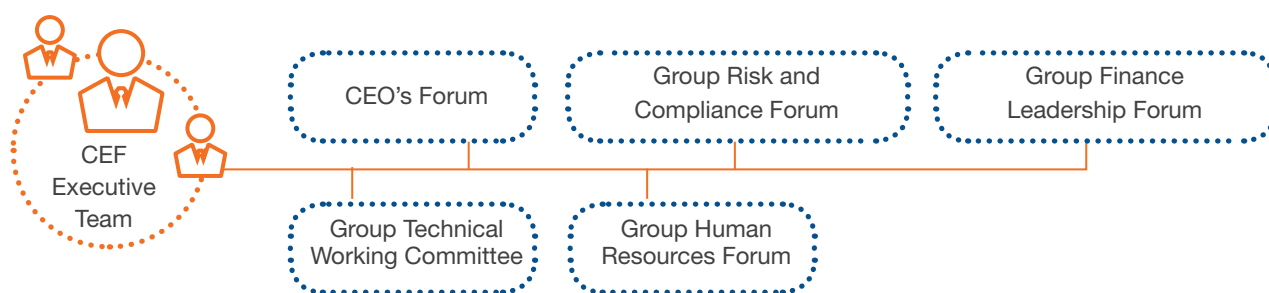 CEF
Executive
Team
CEO’s Forum
Group Risk and
Compliance Forum
Group Finance
Leadership Forum
Group Technical
Working Committee
Group Human
Resources Forum